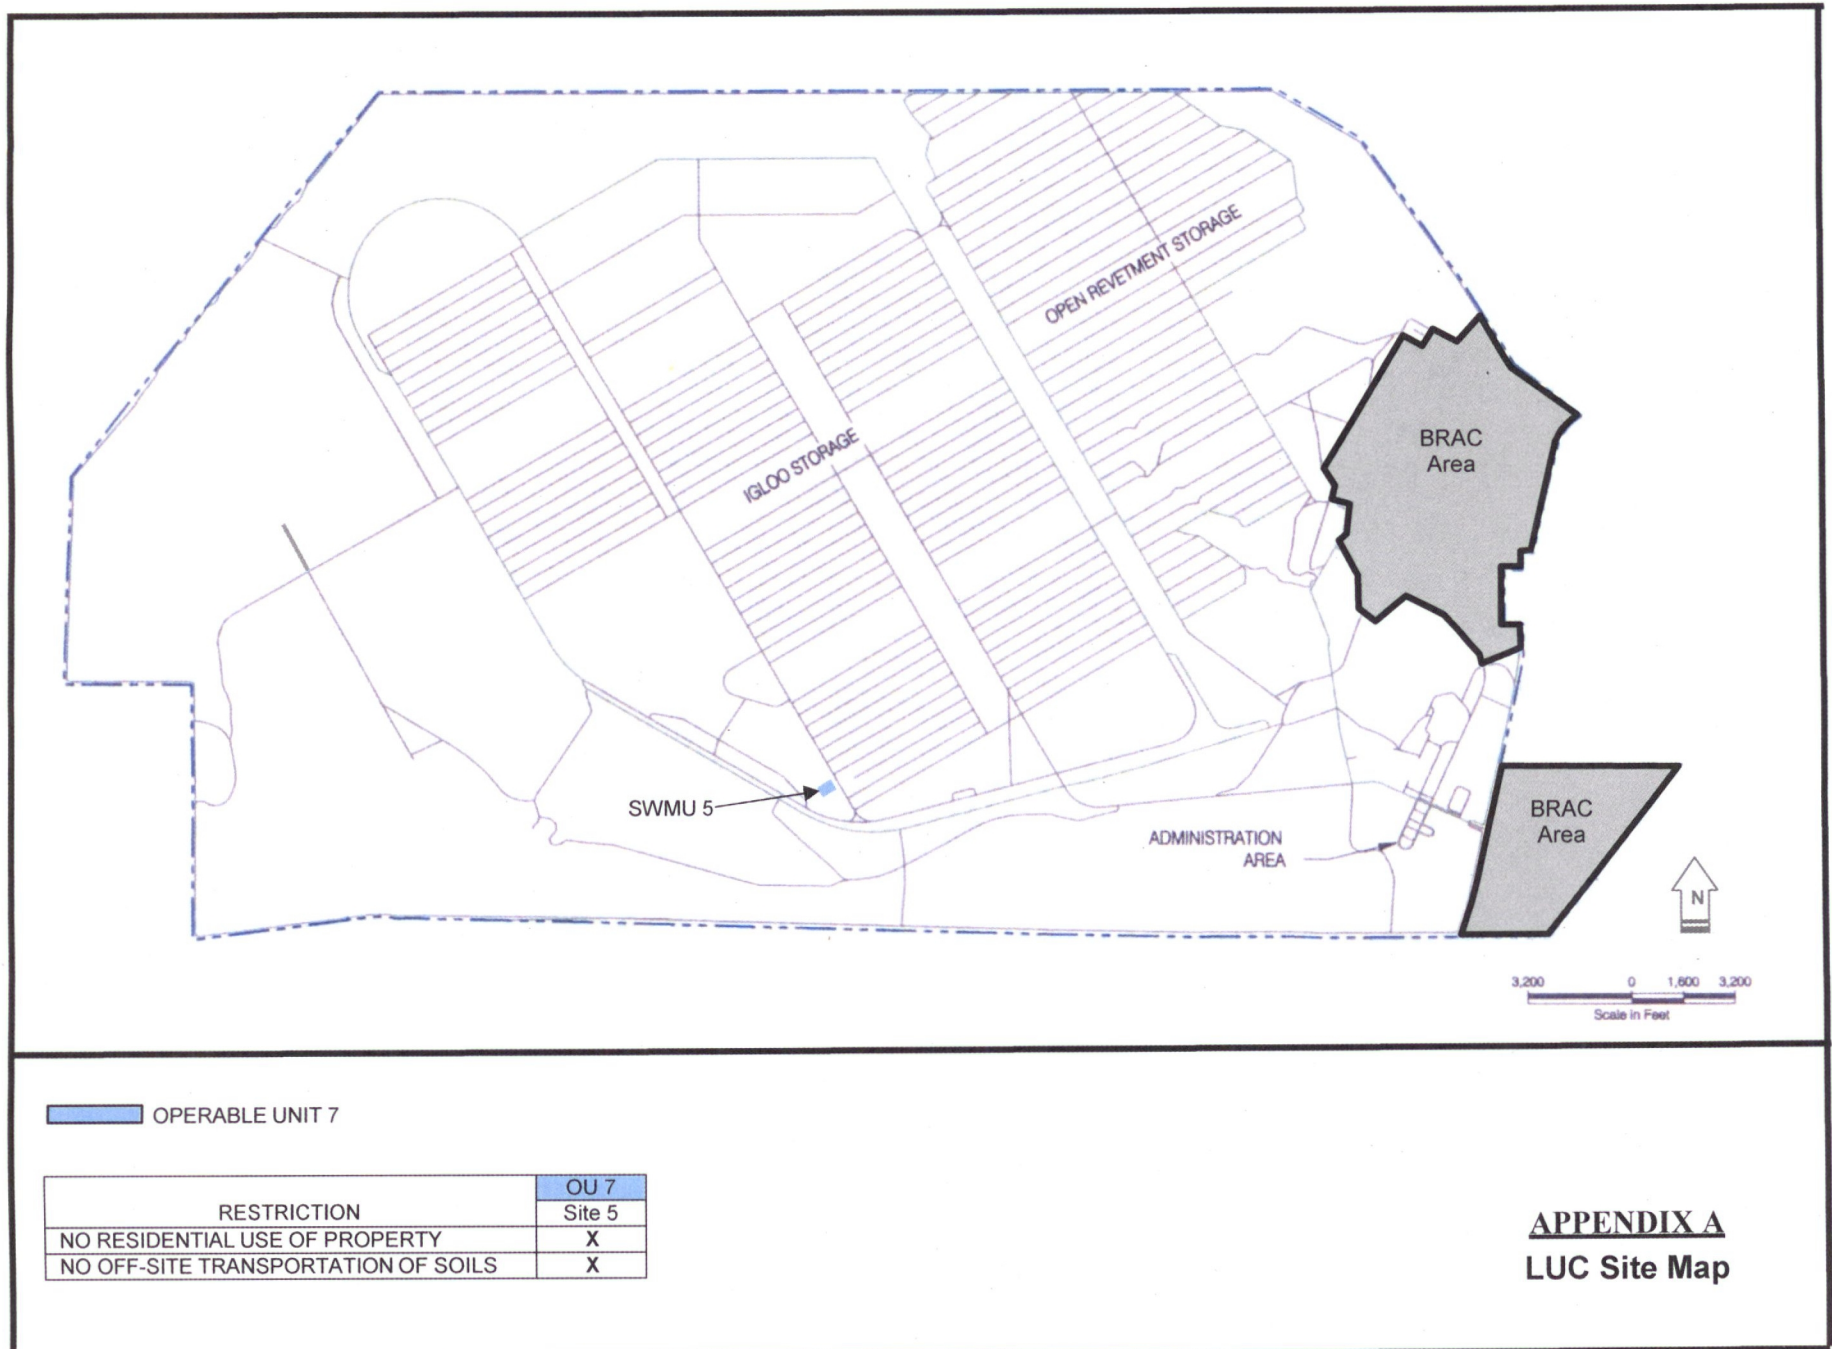 OPEN REVETMENT STORAGE
IGLOO STORAGE
BRAC
Area
SWMU 5
ADMINISTRATION
AREA
BRAC
Area
N
3,200 0 1,600 3,200
Scale in Feet
OPERABLE UNIT 7
OU 7
RESTRICTION Site 5
NO RESIDENTIAL USE OF PROPERTY X
NO OFF-SITE TRANSPORTATION OF SOILS X
APPENDIX A
LUC Site Map